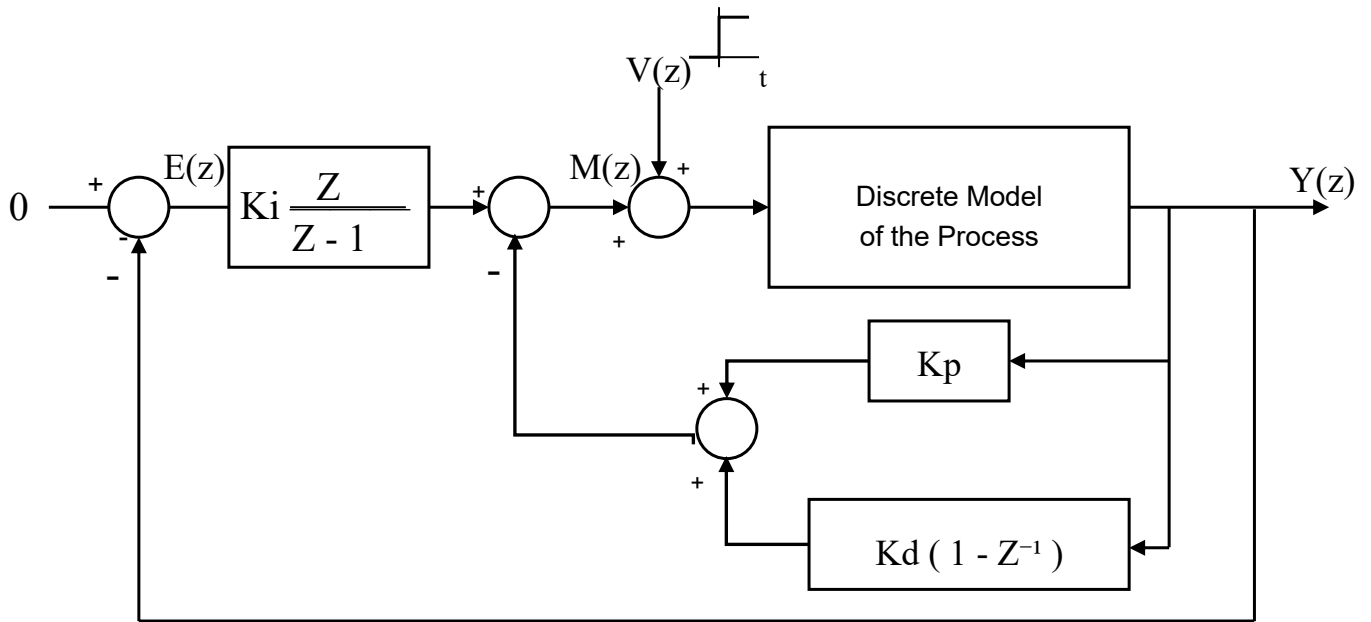 V(z)
t
E(z)
M(z)
Y(z)
+
+
+
0
Ki Z
Z - 1
Discrete Model
of the Process
-
-
-
+
Kp
+
+
Kd ( 1 - Z⁻¹ )